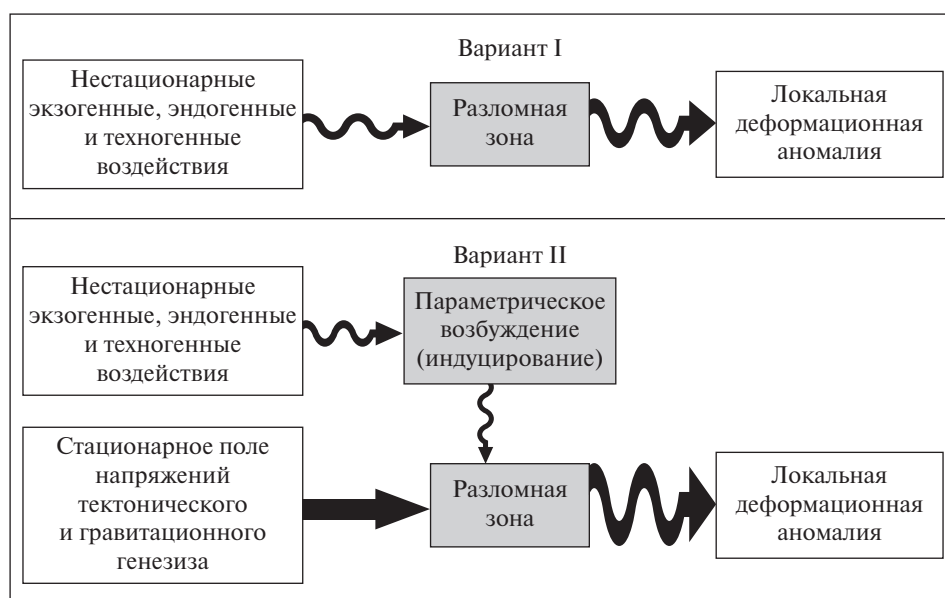 Вариант I
Нестационарные
экзогенные, эндогенные
и техногенные
воздействия
Разломная
зона
Локальная
деформационная
аномалия
Вариант II
Нестационарные
экзогенные, эндогенные
и техногенные
воздействия
Параметрическое
возбуждение
(индуцирование)
Стационарное поле
напряжений
тектонического
и гравитационного
генезиза
Разломная
зона
Локальная
деформационная
аномалия